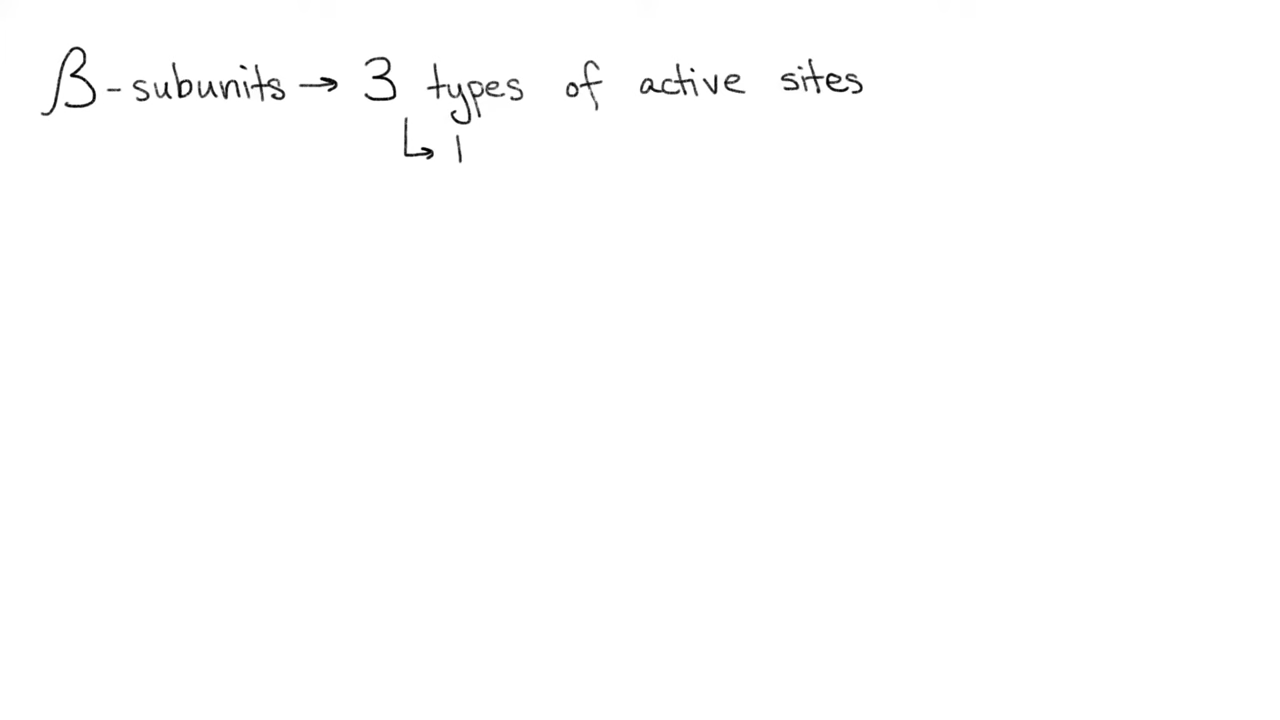 β-subunits → 3 types of active sites
↳ 1